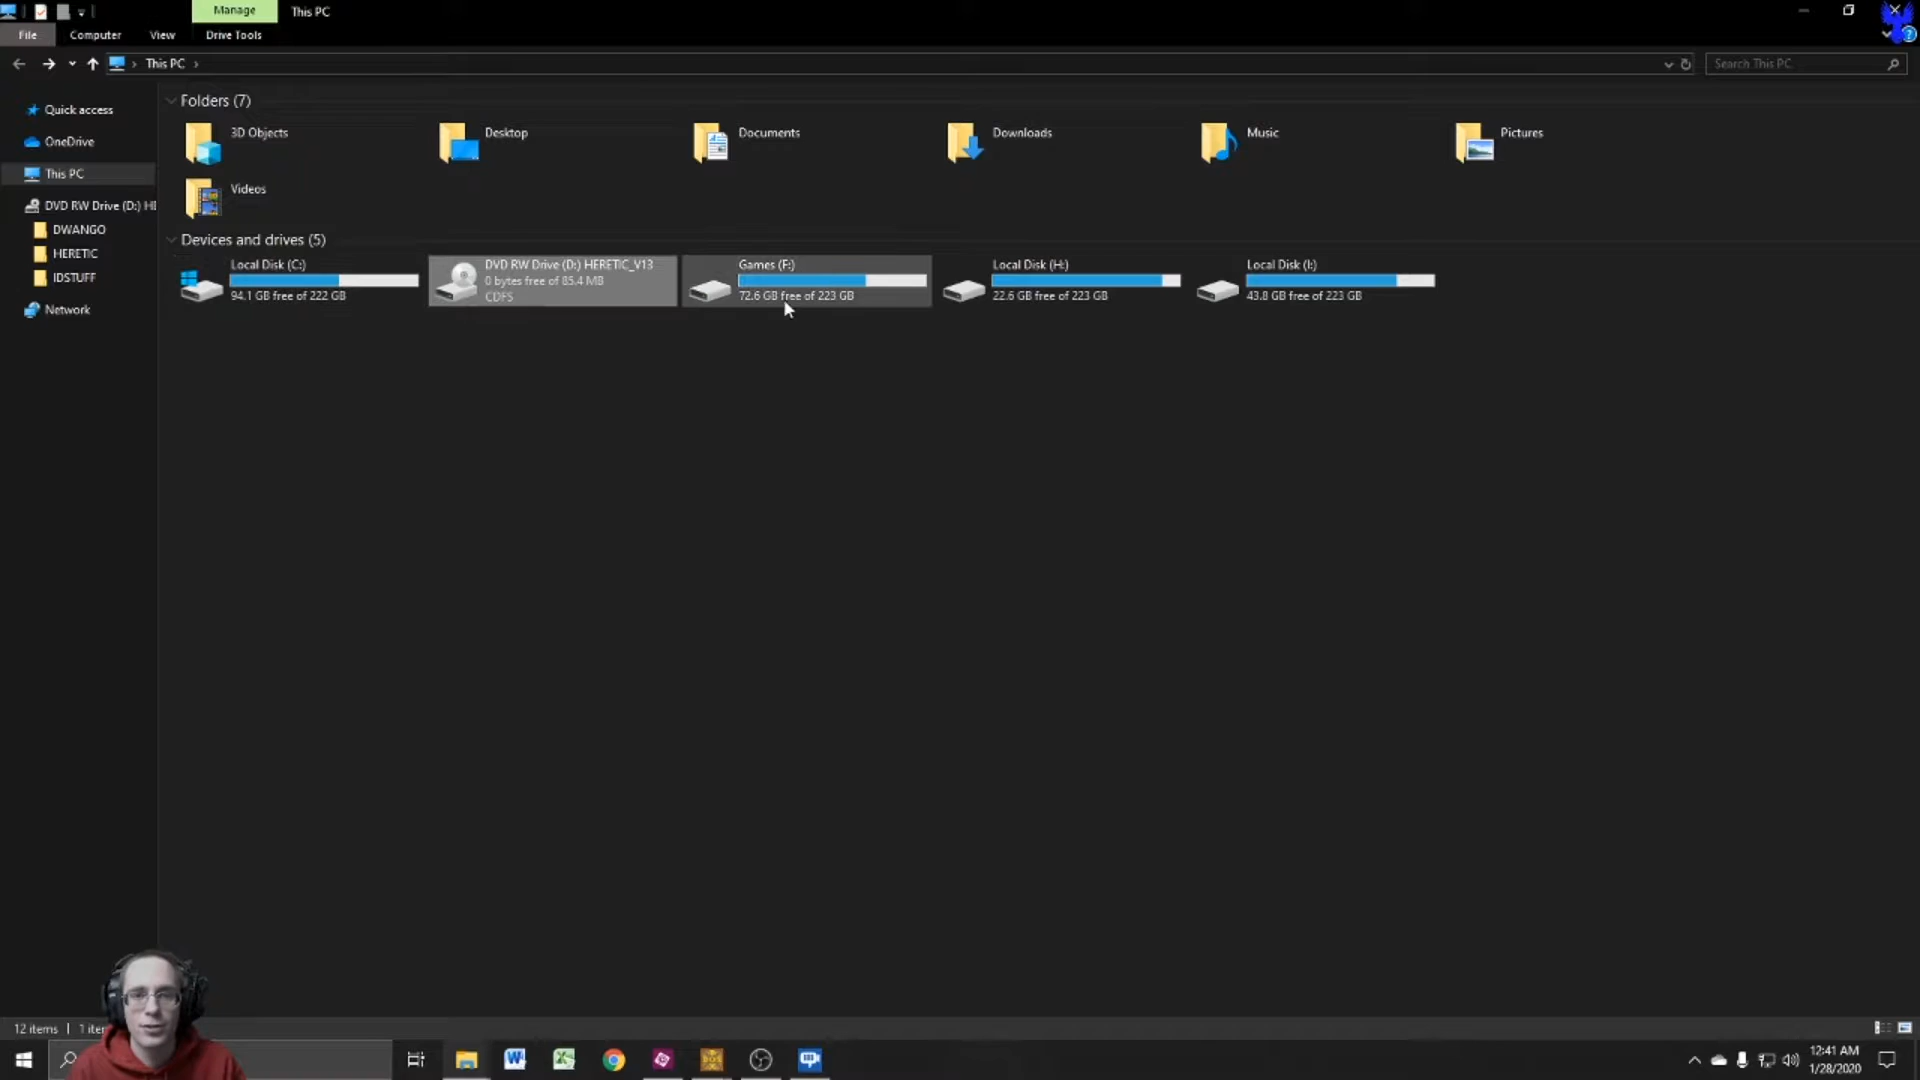 Manage
This PC
File
Computer
View
Drive Tools
This PC
Search This PC
Quick access
OneDrive
This PC
DVD RW Drive (D:) HE
DWANGO
HERETIC
IDSTUFF
Network
Folders (7)
3D Objects
Desktop
Documents
Downloads
Music
Pictures
Videos
Devices and drives (5)
Local Disk (C:)
94.1 GB free of 222 GB
DVD RW Drive (D:) HERETIC_V13
0 bytes free of 85.4 MB
CDFS
Games (F:)
72.6 GB free of 223 GB
Local Disk (H:)
22.6 GB free of 223 GB
Local Disk (I:)
43.8 GB free of 223 GB
12 items
1 iter
12:41 AM
1/28/2020